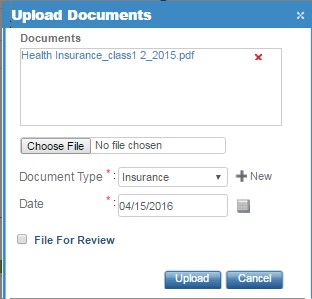 Upload Documents
Documents
Health Insurance_class1 2_2015.pdf
Choose File No file chosen
Document Type * : Insurance New
Date * : 04/15/2016
File For Review
Upload Cancel